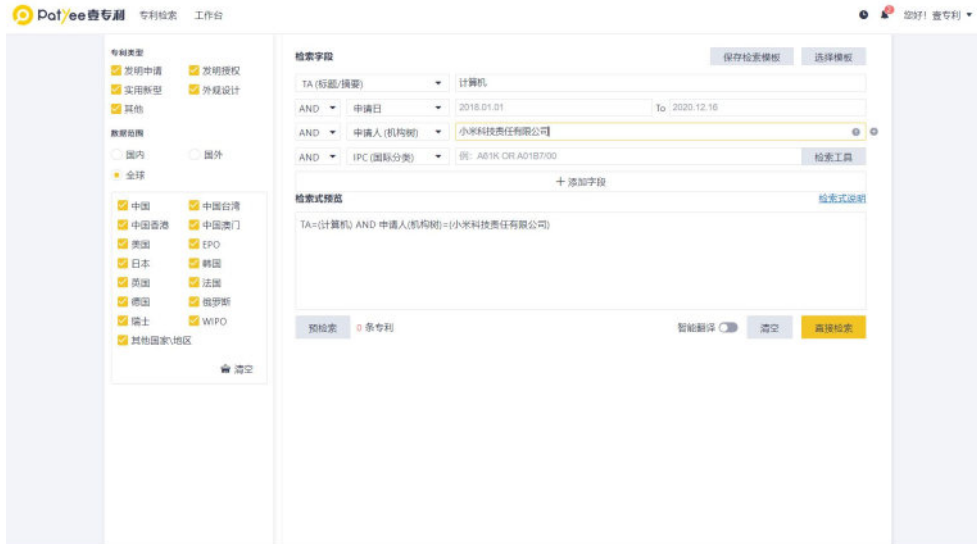 Patyee壹专利 专利检索 工作台 2 您好! 壹专利
专利类型
发明申请 发明授权
实用新型 外观设计
其他
数据范围
国内 国外
全球
中国 中国台湾
中国香港 中国澳门
美国 EPO
日本 韩国
英国 法国
德国 俄罗斯
瑞士 WIPO
其他国家\地区
清空
检索字段 保存检索模板 选择模板
TA (标题/摘要) 计算机
AND 申请日 2018.01.01 To 2020.12.16
AND 申请人 (机构树) 小米科技责任有限公司
AND IPC (国际分类) 例: A61K OR A01B7/00 检索工具
+ 添加字段
检索式预览 检索式说明
TA=(计算机) AND 申请人(机构树)=(小米科技责任有限公司)
预检索 0 条专利 智能翻译 清空 直接检索